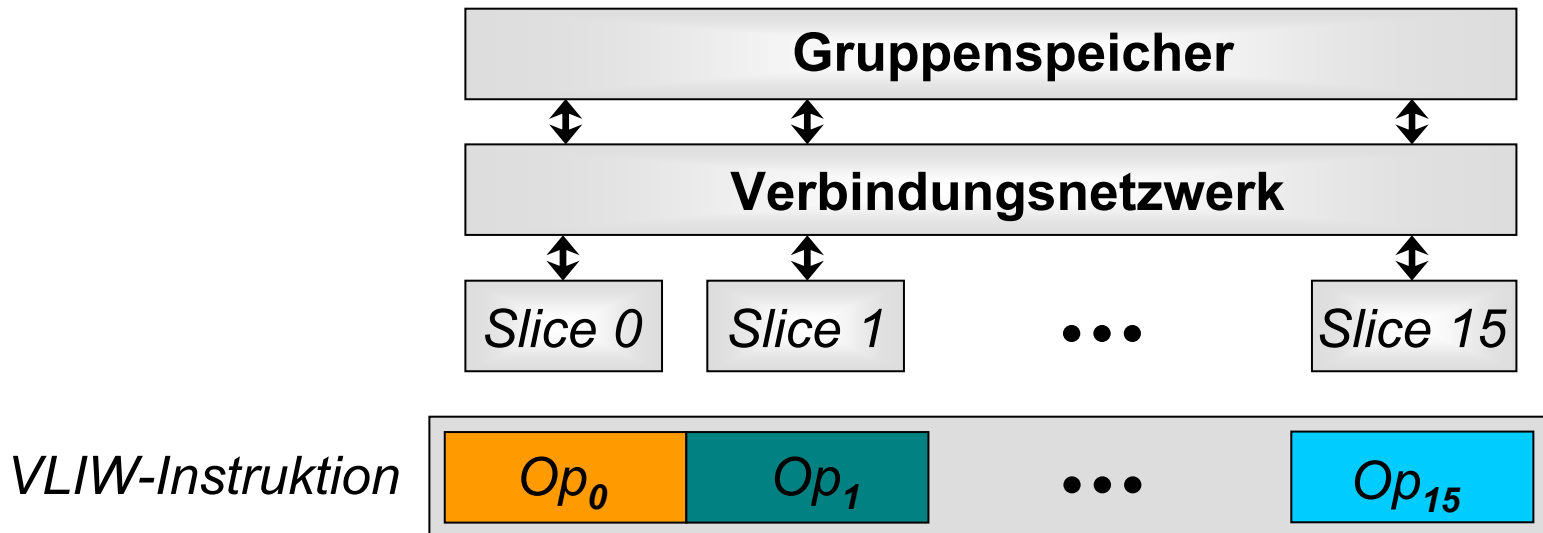 Gruppenspeicher
Verbindungsnetzwerk
Slice 0 Slice 1 ••• Slice 15
VLIW-Instruktion Op0 Op1 ••• Op15